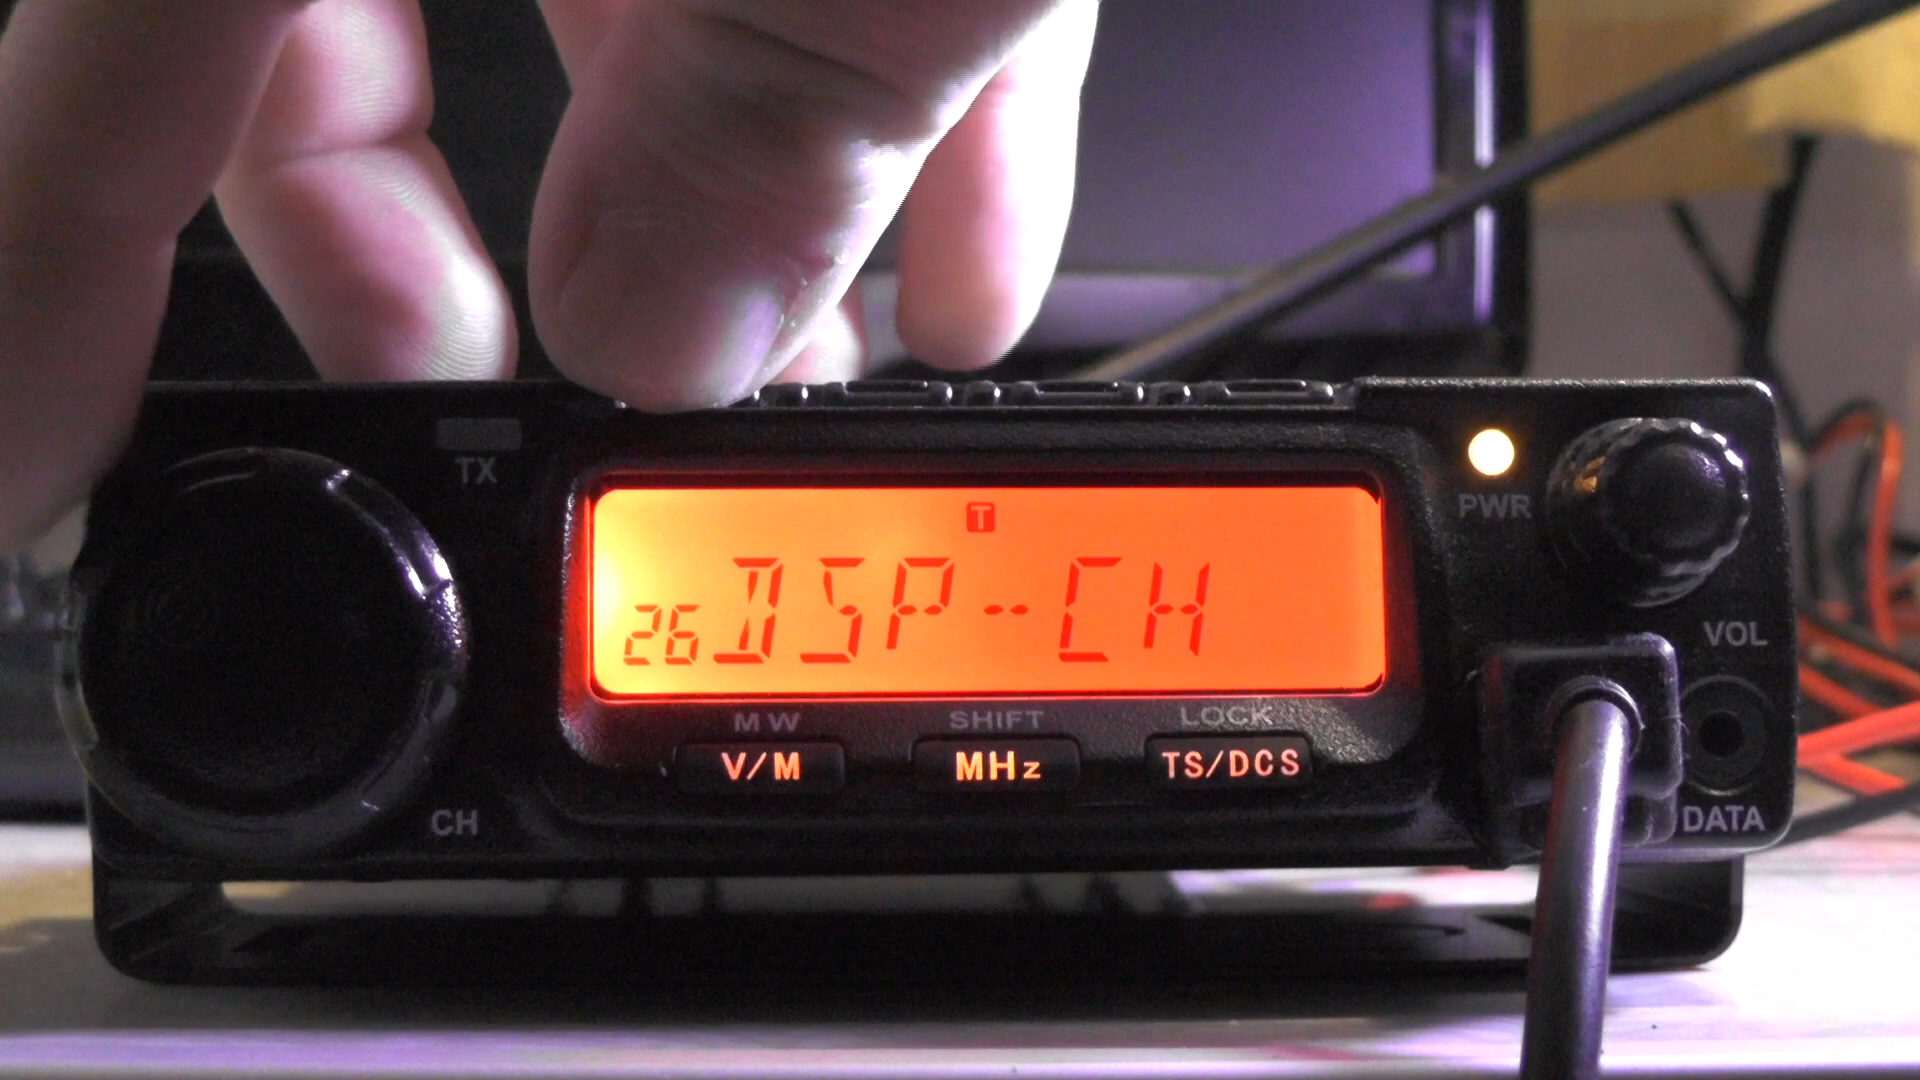 TX
PWR
T
26 DSP-CH
VOL
MW SHIFT LOCK
V/M MHz TS/DCS
CH
DATA